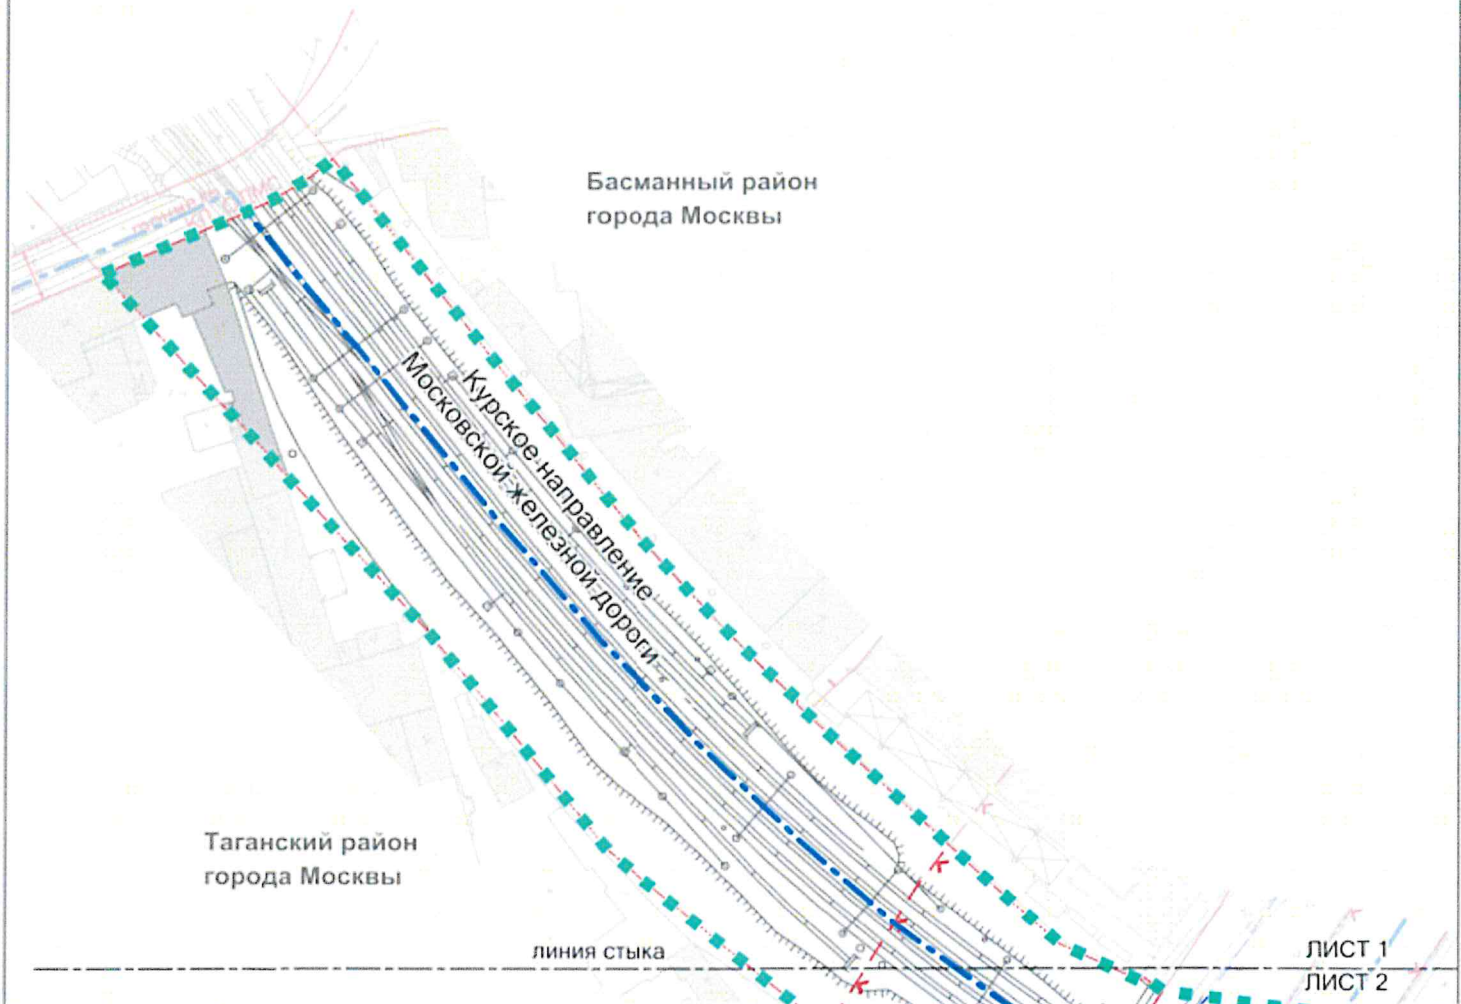 Басманный район
города Москвы
Курское направление
Московской железной дороги
Таганский район
города Москвы
линия стыка
ЛИСТ 1
ЛИСТ 2
К
К
К
К
К
К